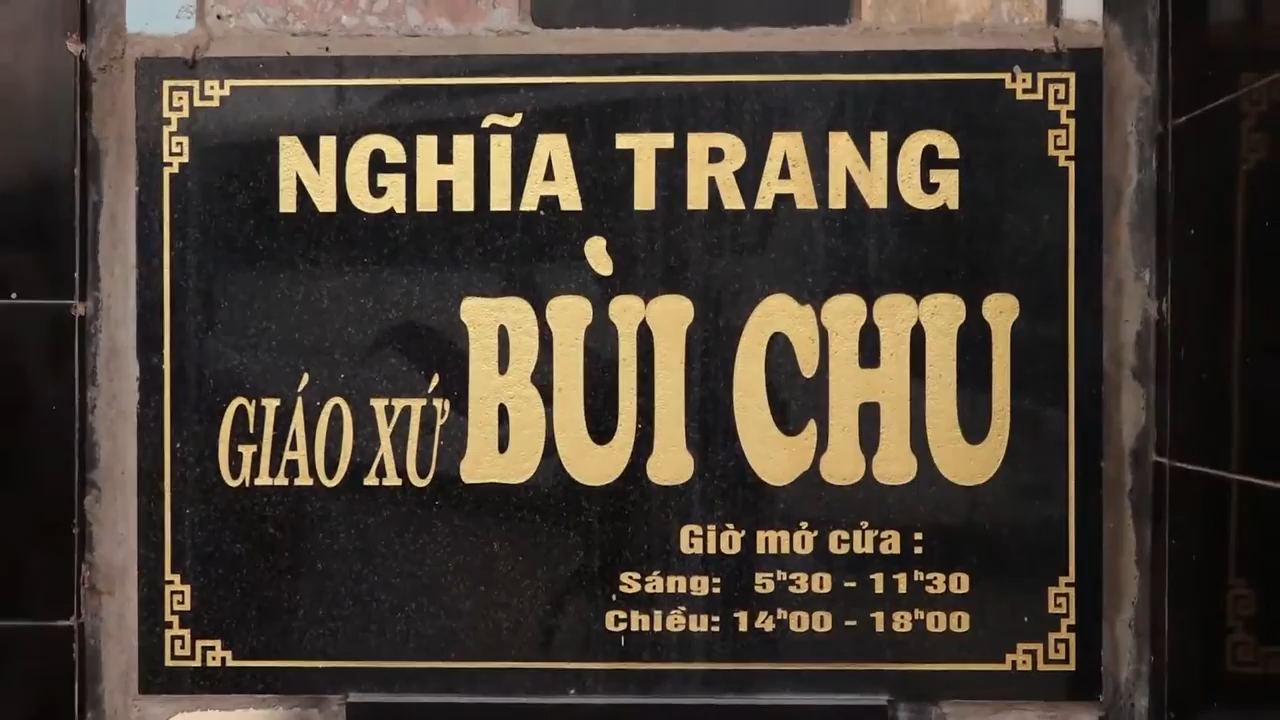 NGHĨA TRANG
GIÁO XỨ BÙI CHU
Giờ mở cửa :
Sáng: 5h30 - 11h30
Chiều: 14h00 - 18h00